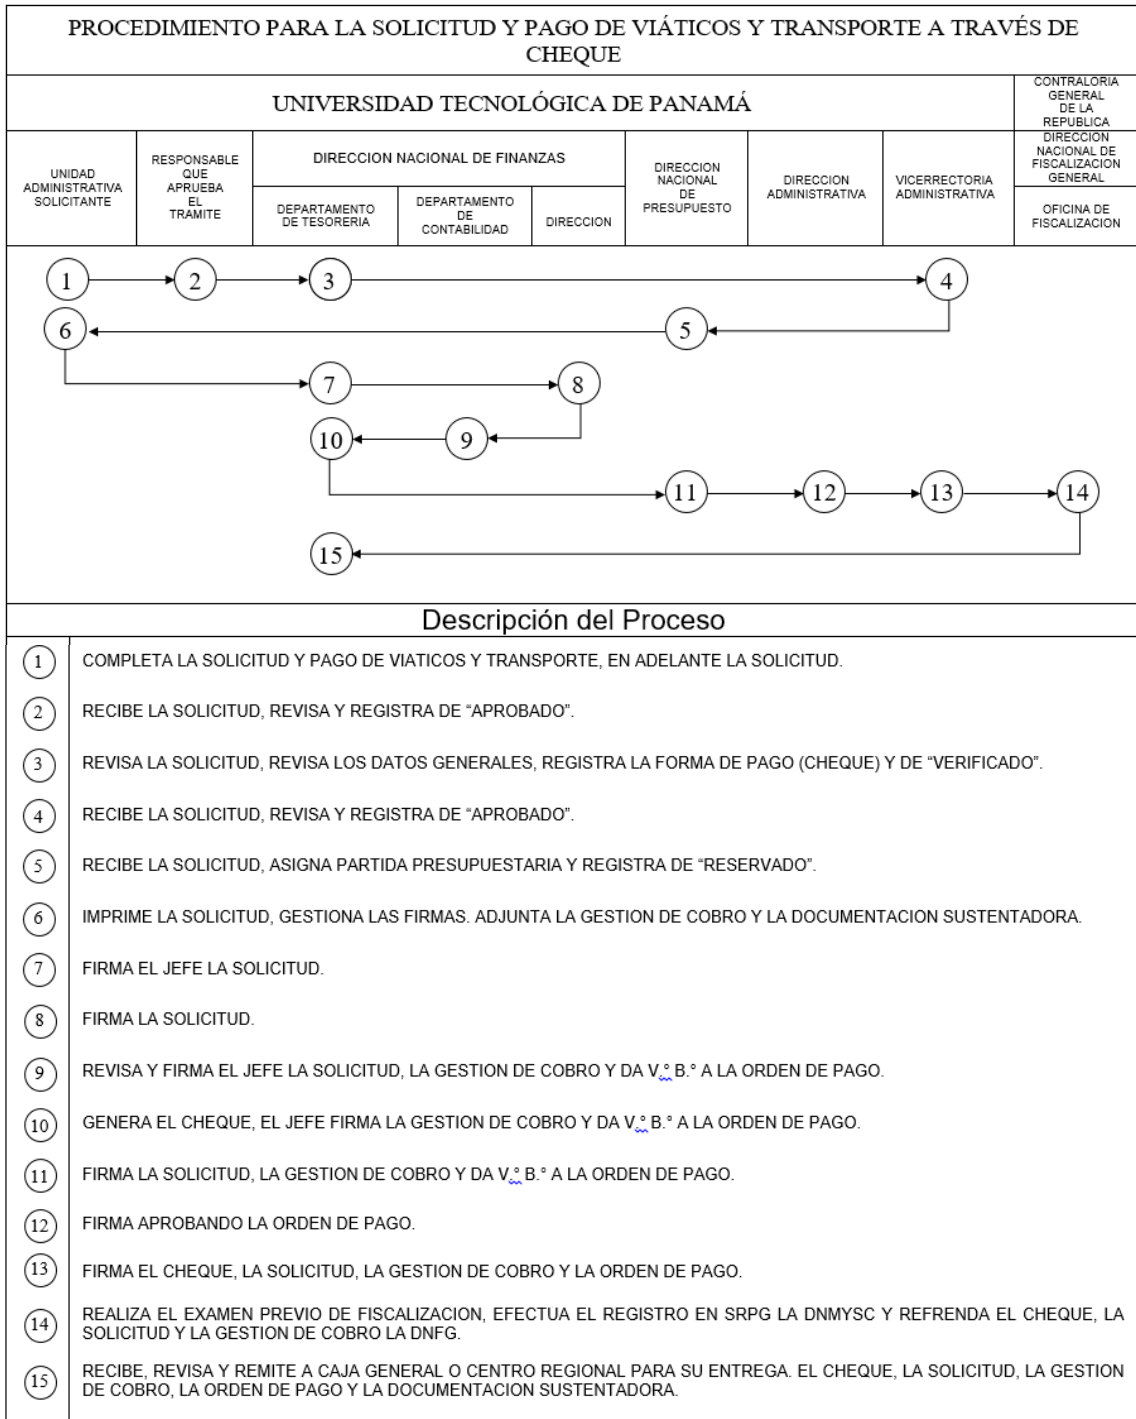 PROCEDIMIENTO PARA LA SOLICITUD Y PAGO DE VIÁTICOS Y TRANSPORTE A TRAVÉS DE
CHEQUE
UNIVERSIDAD TECNOLÓGICA DE PANAMÁ
CONTRALORIA
GENERAL
DE LA
REPUBLICA
UNIDAD
ADMINISTRATIVA
SOLICITANTE
RESPONSABLE
QUE
APRUEBA
EL
TRAMITE
DIRECCION NACIONAL DE FINANZAS
DEPARTAMENTO
DE TESORERIA
DEPARTAMENTO
DE
CONTABILIDAD
DIRECCION
DIRECCION
NACIONAL
DE
PRESUPUESTO
DIRECCION
ADMINISTRATIVA
VICERRECTORIA
ADMINISTRATIVA
DIRECCION
NACIONAL DE
FISCALIZACION
GENERAL
OFICINA DE
FISCALIZACION
1 2 3 4
6 5
7 8
10 9
11 12 13 14
15
Descripción del Proceso
1 COMPLETA LA SOLICITUD Y PAGO DE VIATICOS Y TRANSPORTE, EN ADELANTE LA SOLICITUD.
2 RECIBE LA SOLICITUD, REVISA Y REGISTRA DE “APROBADO”.
3 REVISA LA SOLICITUD, REVISA LOS DATOS GENERALES, REGISTRA LA FORMA DE PAGO (CHEQUE) Y DE “VERIFICADO”.
4 RECIBE LA SOLICITUD, REVISA Y REGISTRA DE “APROBADO”.
5 RECIBE LA SOLICITUD, ASIGNA PARTIDA PRESUPUESTARIA Y REGISTRA DE “RESERVADO”.
6 IMPRIME LA SOLICITUD, GESTIONA LAS FIRMAS. ADJUNTA LA GESTION DE COBRO Y LA DOCUMENTACION SUSTENTADORA.
7 FIRMA EL JEFE LA SOLICITUD.
8 FIRMA LA SOLICITUD.
9 REVISA Y FIRMA EL JEFE LA SOLICITUD, LA GESTION DE COBRO Y DA V.° B.° A LA ORDEN DE PAGO.
10 GENERA EL CHEQUE, EL JEFE FIRMA LA GESTION DE COBRO Y DA V.° B.° A LA ORDEN DE PAGO.
11 FIRMA LA SOLICITUD, LA GESTION DE COBRO Y DA V.° B.° A LA ORDEN DE PAGO.
12 FIRMA APROBANDO LA ORDEN DE PAGO.
13 FIRMA EL CHEQUE, LA SOLICITUD, LA GESTION DE COBRO Y LA ORDEN DE PAGO.
14 REALIZA EL EXAMEN PREVIO DE FISCALIZACION, EFECTUA EL REGISTRO EN SRPG LA DNMYSC Y REFRENDA EL CHEQUE, LA
SOLICITUD Y LA GESTION DE COBRO LA DNFG.
15 RECIBE, REVISA Y REMITE A CAJA GENERAL O CENTRO REGIONAL PARA SU ENTREGA. EL CHEQUE, LA SOLICITUD, LA GESTION
DE COBRO, LA ORDEN DE PAGO Y LA DOCUMENTACION SUSTENTADORA.